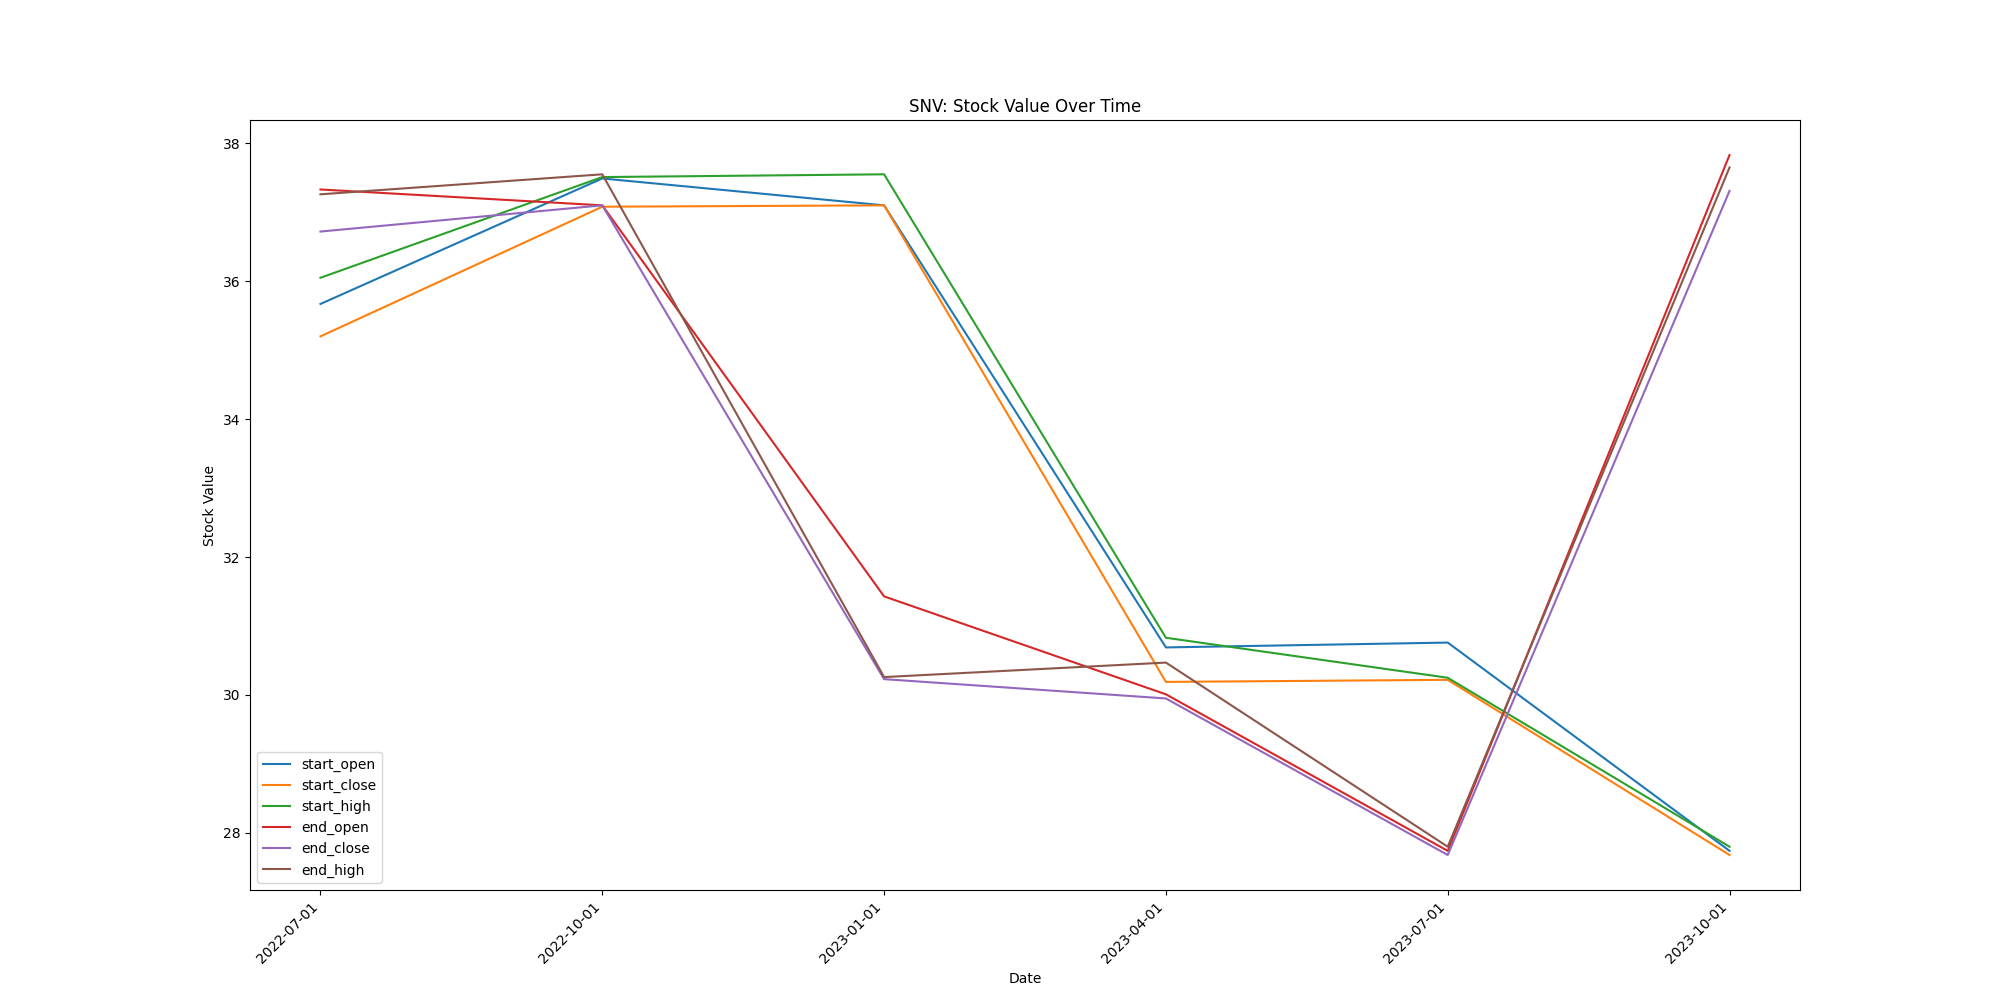 SNV: Stock Value Over Time
38
36
34
32
30
28
Stock Value
start_open
start_close
start_high
end_open
end_close
end_high
2022-07-01
2022-10-01
2023-01-01
2023-04-01
2023-07-01
2023-10-01
Date